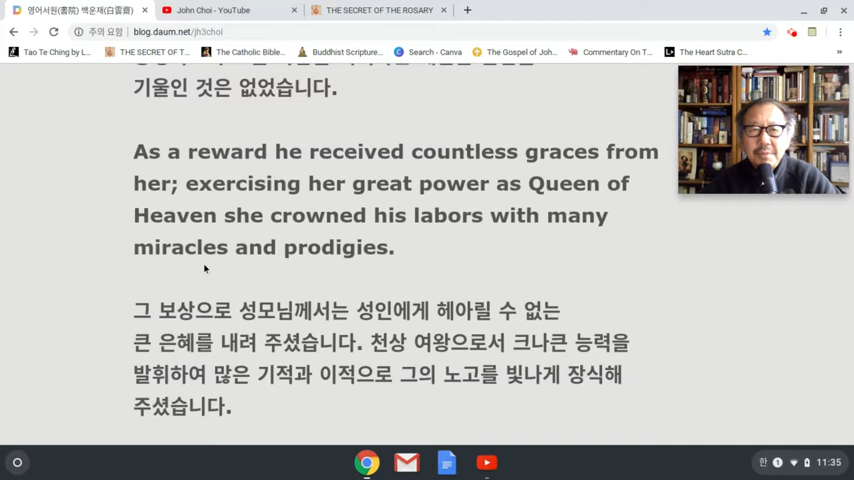 영어서원(書院) 백운재(白雲齋)
John Choi - YouTube
THE SECRET OF THE ROSARY
주의 요함
blog.daum.net/jh3choi
Tao Te Ching by L...
THE SECRET OF T...
The Catholic Bible...
Buddhist Scripture...
Search - Canva
The Gospel of Joh...
Commentary On T...
The Heart Sutra C...
기울인 것은 없었습니다.
As a reward he received countless graces from
her; exercising her great power as Queen of
Heaven she crowned his labors with many
miracles and prodigies.
그 보상으로 성모님께서는 성인에게 헤아릴 수 없는
큰 은혜를 내려 주셨습니다. 천상 여왕으로서 크나큰 능력을
발휘하여 많은 기적과 이적으로 그의 노고를 빛나게 장식해
주셨습니다.
한
1
11:35